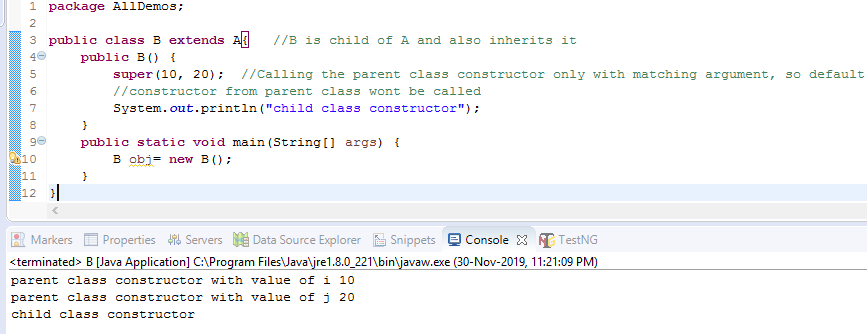 1 package AllDemos;
2
3 public class B extends A{ //B is child of A and also inherits it
4 public B() {
5 super(10, 20); //Calling the parent class constructor only with matching argument, so default
6 //constructor from parent class wont be called
7 System.out.println("child class constructor");
8 }
9 public static void main(String[] args) {
10 B obj= new B();
11 }
12 }
Markers Properties Servers Data Source Explorer Snippets Console TestNG
<terminated> B [Java Application] C:\Program Files\Java\jre1.8.0_221\bin\javaw.exe (30-Nov-2019, 11:21:09 PM)
parent class constructor with value of i 10
parent class constructor with value of j 20
child class constructor